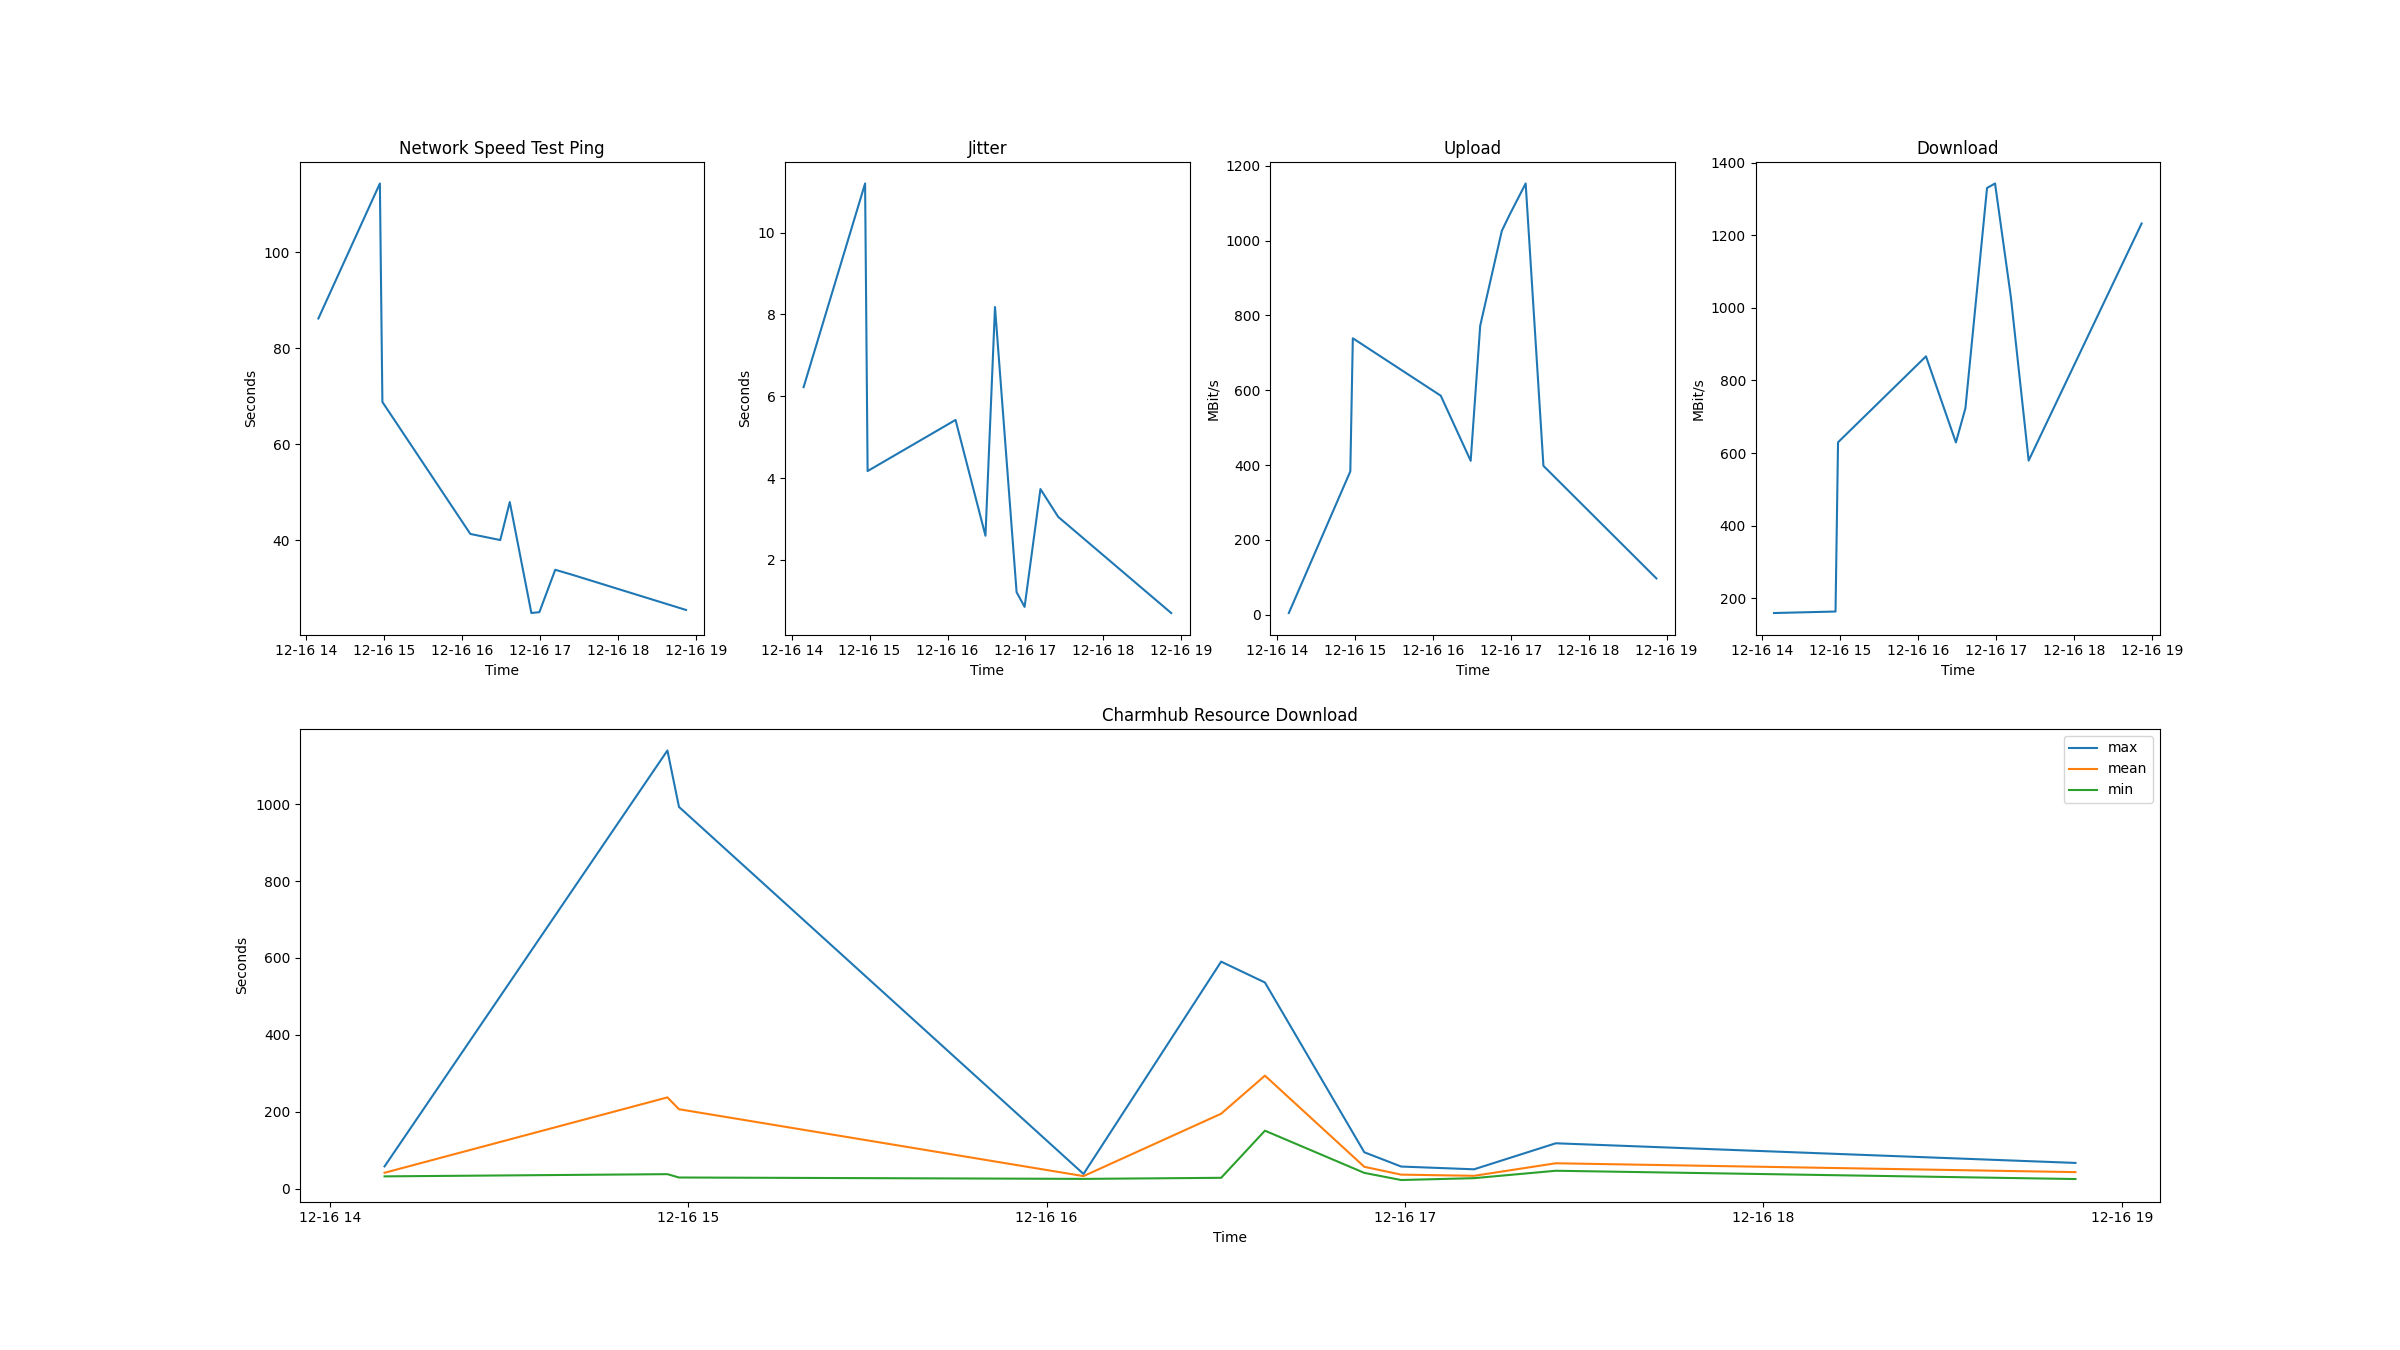 Network Speed Test Ping
Seconds
100
80
60
40
12-16 14 12-16 15 12-16 16 12-16 17 12-16 18 12-16 19
Time
Jitter
Seconds
10
8
6
4
2
12-16 14 12-16 15 12-16 16 12-16 17 12-16 18 12-16 19
Time
Upload
MBit/s
1200
1000
800
600
400
200
0
12-16 14 12-16 15 12-16 16 12-16 17 12-16 18 12-16 19
Time
Download
MBit/s
1400
1200
1000
800
600
400
200
12-16 14 12-16 15 12-16 16 12-16 17 12-16 18 12-16 19
Time
Charmhub Resource Download
Seconds
1000
800
600
400
200
0
max
mean
min
12-16 14 12-16 15 12-16 16 12-16 17 12-16 18 12-16 19
Time